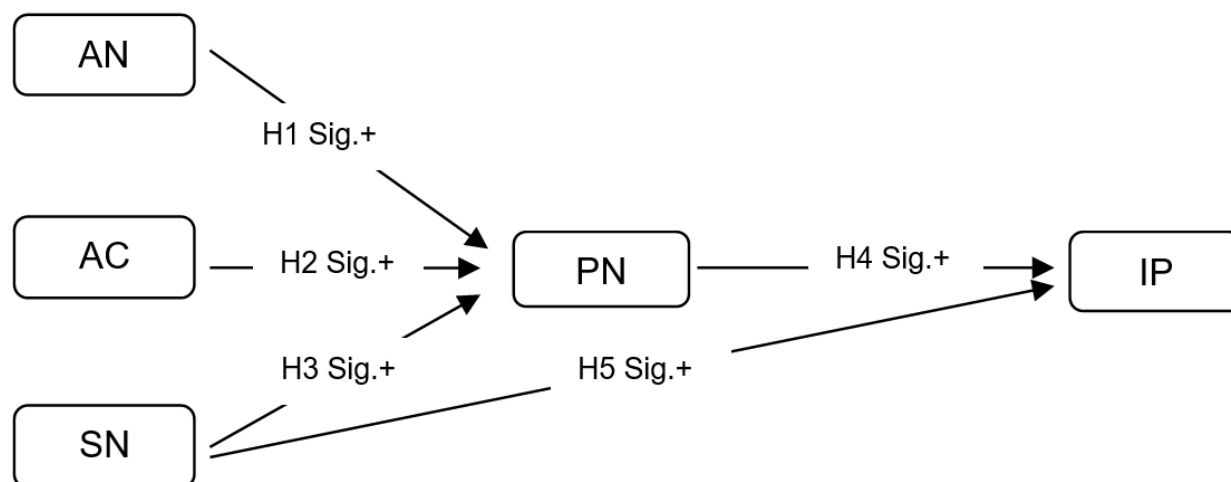 AN
H1 Sig.+
AC
H2 Sig.+
PN
H4 Sig.+
IP
H3 Sig.+
H5 Sig.+
SN